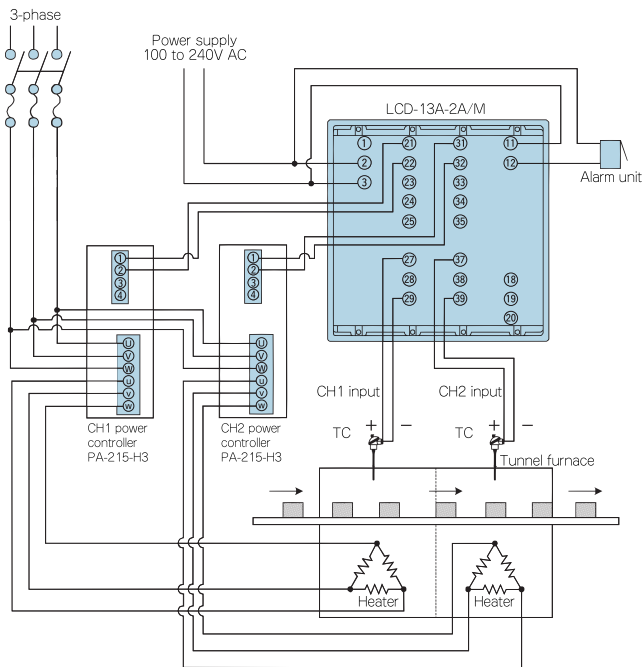 3-phase
Power supply
100 to 240V AC
LCD-13A-2A/M
Alarm unit
1 21 31 11
2 22 32 12
3 23 33
24 34
25 35
27 37
28 38 18
29 39 19
20
1
2
3
4
1
2
3
4
U
V
W
u
v
w
U
V
W
u
v
w
CH1 power
controller
PA-215-H3
CH2 power
controller
PA-215-H3
CH1 input
CH2 input
TC + −
TC + −
Tunnel furnace
Heater
Heater